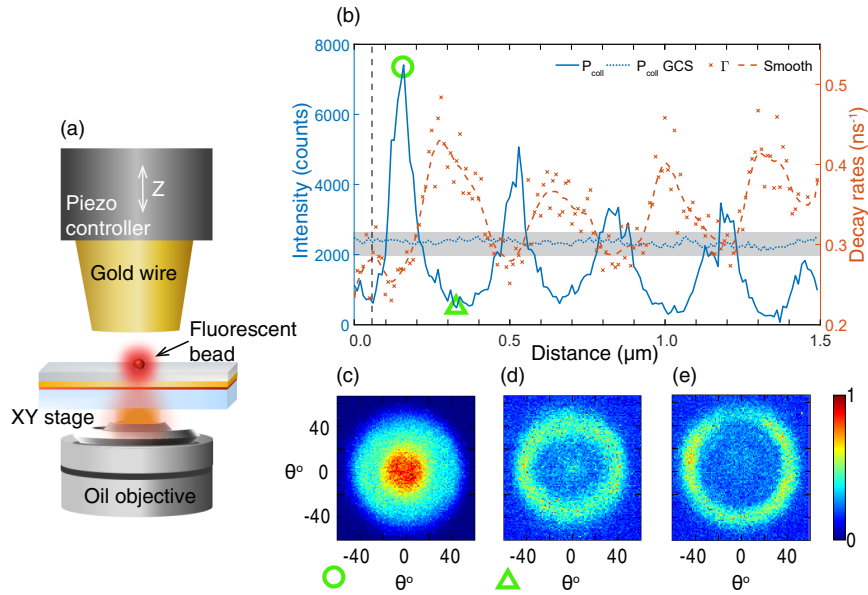 (a)
Z
Piezo
controller
Gold wire
Fluorescent
bead
XY stage
Oil objective
(b)
8000
6000
4000
2000
0
Intensity (counts)
P_coll P_coll GCS Γ Smooth
0.5
0.4
0.3
0.2
Decay rates (ns⁻¹)
0.0 0.5 1.0 1.5
Distance (µm)
(c) (d) (e)
40
0
-40
θ°
-40 0 40
θ°
-40 0 40
θ°
-40 0 40
θ°
1
0